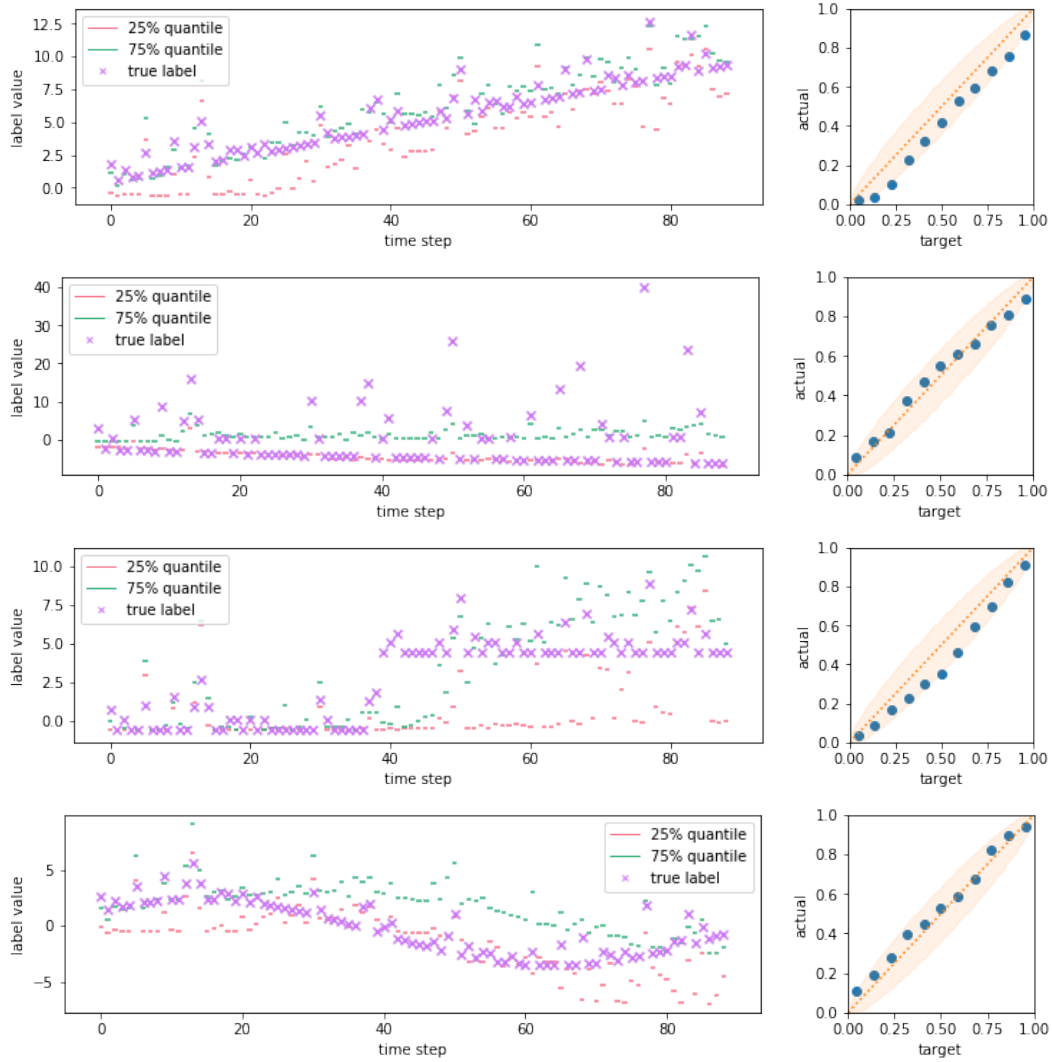 12.5
10.0
7.5
5.0
2.5
0.0
label value
25% quantile
75% quantile
true label
0 20 40 60 80
time step
1.0
0.8
0.6
0.4
0.2
0.0
actual
0.00 0.25 0.50 0.75 1.00
target
40
30
20
10
0
label value
25% quantile
75% quantile
true label
0 20 40 60 80
time step
1.0
0.8
0.6
0.4
0.2
0.0
actual
0.00 0.25 0.50 0.75 1.00
target
10.0
7.5
5.0
2.5
0.0
label value
25% quantile
75% quantile
true label
0 20 40 60 80
time step
1.0
0.8
0.6
0.4
0.2
0.0
actual
0.00 0.25 0.50 0.75 1.00
target
5
0
−5
label value
25% quantile
75% quantile
true label
0 20 40 60 80
time step
1.0
0.8
0.6
0.4
0.2
0.0
actual
0.00 0.25 0.50 0.75 1.00
target